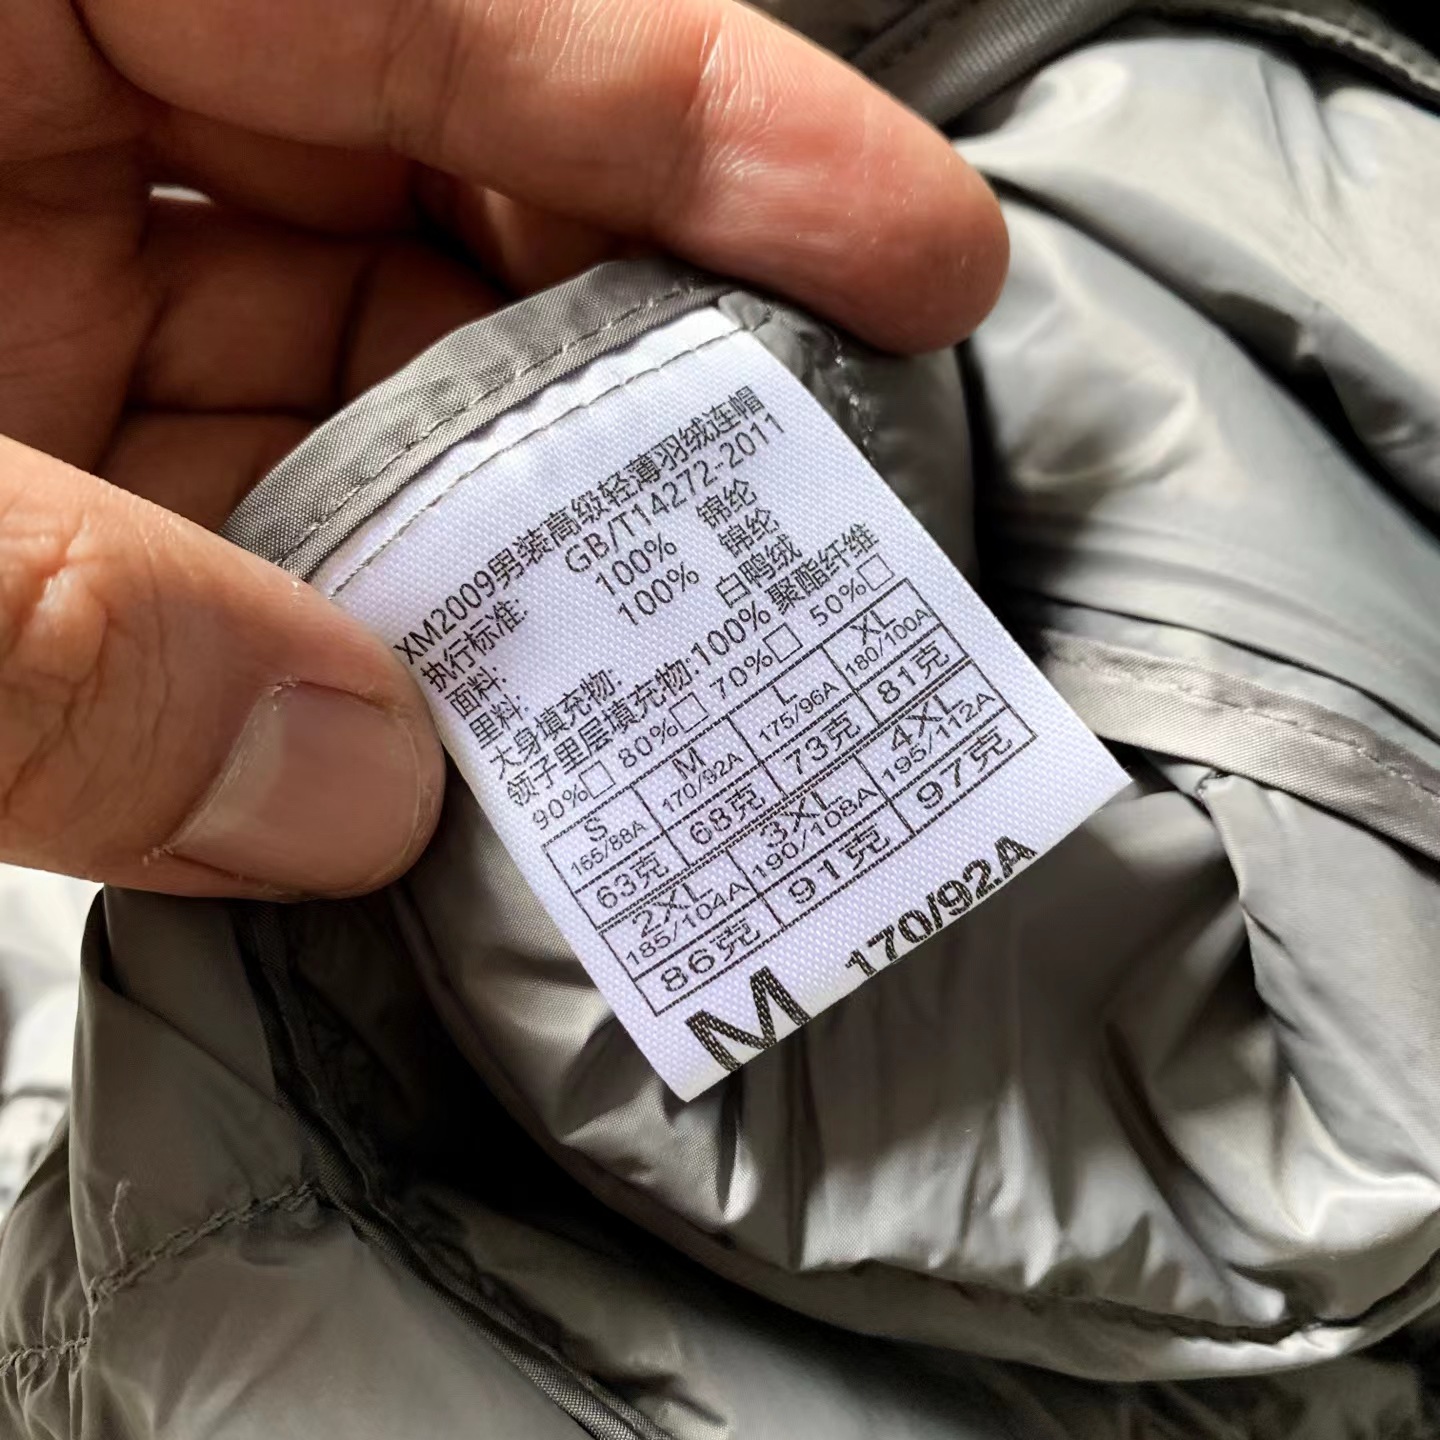 XM2009男装高级轻薄羽绒连帽
执行标准: GB/T14272-2011
面料: 100% 锦纶
里料: 100% 锦纶
大身填充物: 白鸭绒
领子里层填充物:100% 聚酯纤维
90%□ 80%□ 70%□ 50%□
S M L XL
165/88A 170/92A 175/96A 180/100A
63克 68克 73克 81克
2XL 3XL 4XL
185/104A 190/108A 195/112A
86克 91克 97克
M 170/92A